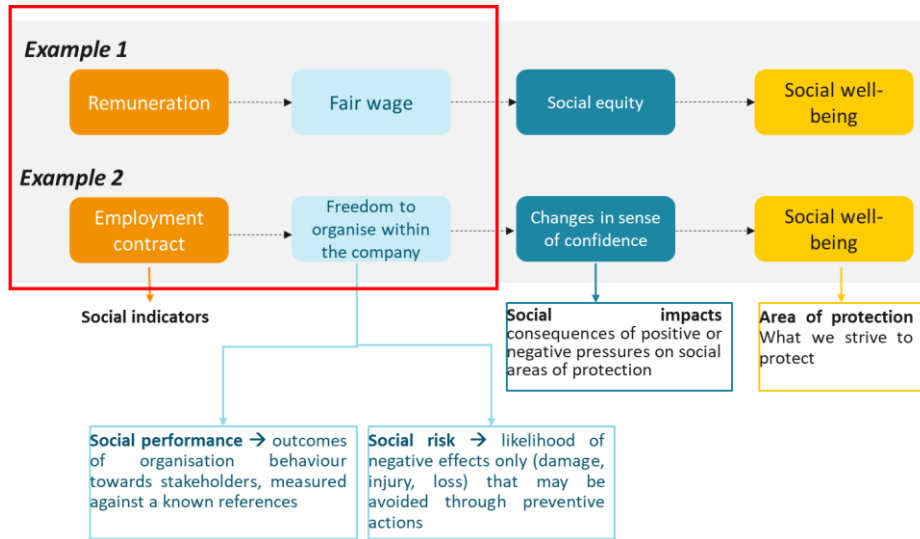 Example 1
Remuneration
Fair wage
Social equity
Social well-
being
Example 2
Employment
contract
Freedom to
organise within
the company
Changes in sense
of confidence
Social well-
being
Social indicators
Social impacts
consequences of positive or
negative pressures on social
areas of protection
Area of protection
What we strive to
protect
Social performance → outcomes
of organisation behaviour
towards stakeholders, measured
against a known references
Social risk → likelihood of
negative effects only (damage,
injury, loss) that may be
avoided through preventive
actions